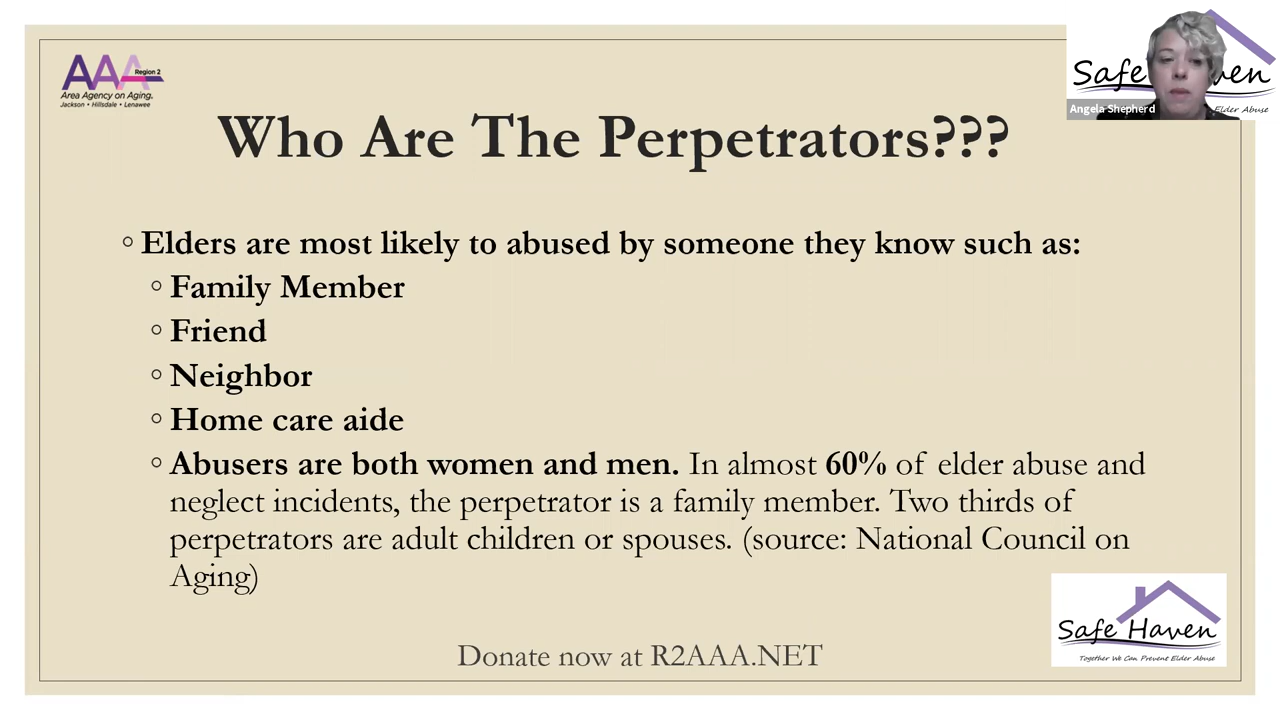 AAA Region 2
Area Agency on Aging.
Jackson • Hillsdale • Lenawee
Safe Haven
Elder Abuse
Angela Shepherd
Who Are The Perpetrators???
◦ Elders are most likely to abused by someone they know such as:
◦ Family Member
◦ Friend
◦ Neighbor
◦ Home care aide
◦ Abusers are both women and men. In almost 60% of elder abuse and
neglect incidents, the perpetrator is a family member. Two thirds of
perpetrators are adult children or spouses. (source: National Council on
Aging)
Safe Haven
Together We Can Prevent Elder Abuse
Donate now at R2AAA.NET